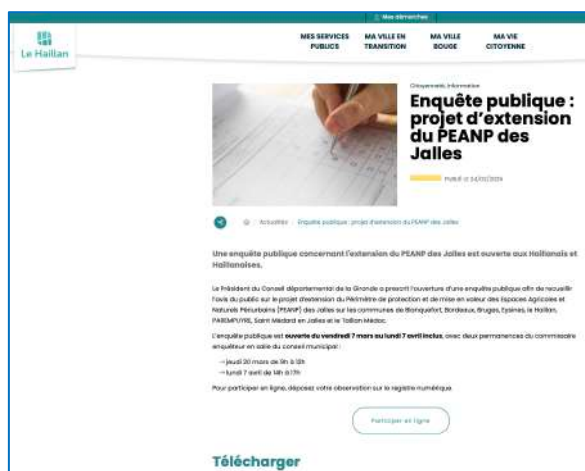 Mes démarches
Le Haillan
MES SERVICES PUBLICS
MA VILLE EN TRANSITION
MA VILLE BOUGE
MA VIE CITOYENNE
Citoyenneté, Information
Enquête publique :
projet d'extension
du PEANP des
Jalles
Publié le
Actualités
Enquête publique : projet d'extension du PEANP des Jalles
Une enquête publique concernant l'extension du PEANP des Jalles est ouverte aux Haillanais et
Haillanaises.
Le Président du Conseil départemental de la Gironde a prescrit l'ouverture d'une enquête publique afin de recueillir
l'avis du public sur le projet d'extension du Périmètre de protection et de mise en valeur des Espaces Agricoles et
Naturels Périurbains (PEANP) des Jalles sur les communes de Blanquefort, Bordeaux, Bruges, Eysines, le Haillan,
PAREMPUYRE, Saint Médard en Jalles et le Taillan Médoc.
L'enquête publique est ouverte du vendredi 7 mars au lundi 7 avril inclus, avec deux permanences du commissaire
enquêteur en salle du conseil municipal :
→ jeudi 20 mars de 9h à 12h
→ lundi 7 avril de 14h à 17h
Pour participer en ligne, déposez votre observation sur le registre numérique.
Participer en ligne
Télécharger